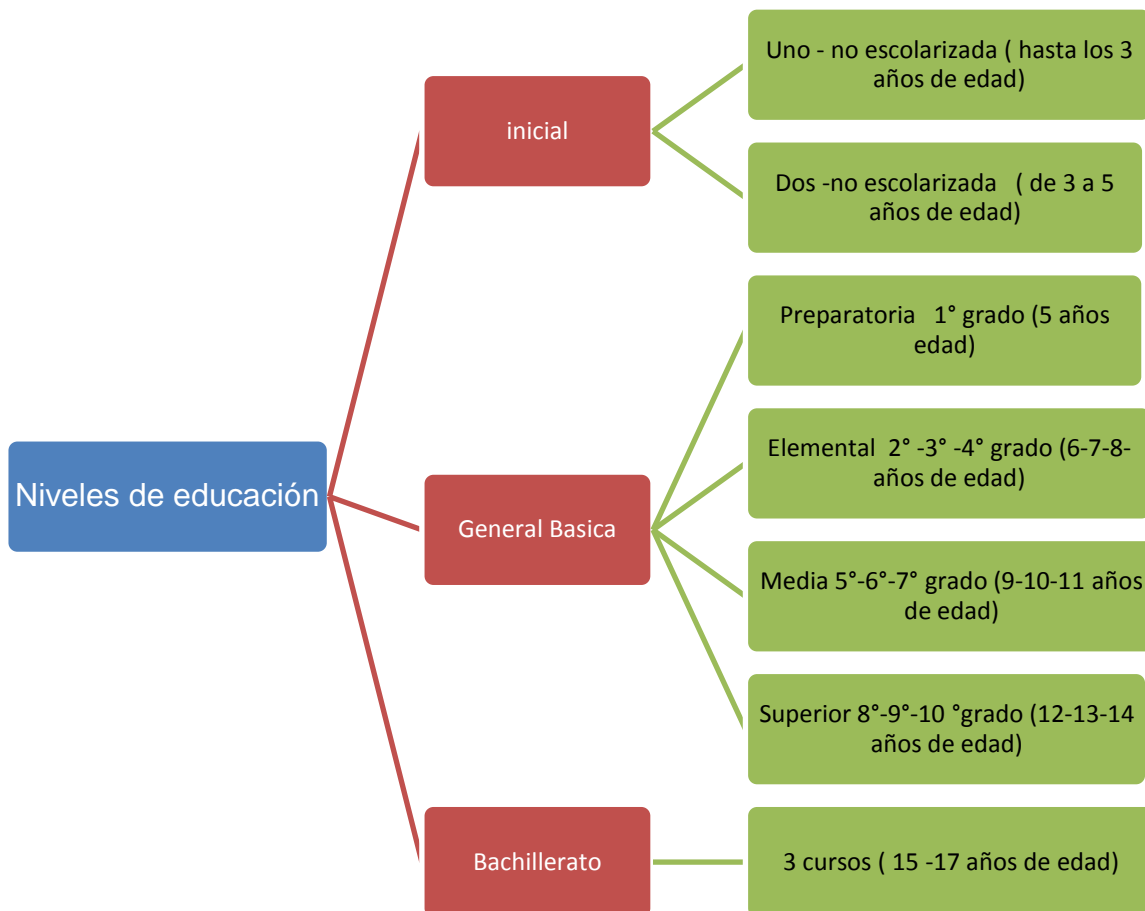 Niveles de educación
inicial
Uno - no escolarizada ( hasta los 3
años de edad)
Dos -no escolarizada ( de 3 a 5
años de edad)
General Basica
Preparatoria 1° grado (5 años
edad)
Elemental 2° -3° -4° grado (6-7-8-
años de edad)
Media 5°-6°-7° grado (9-10-11 años
de edad)
Superior 8°-9°-10 °grado (12-13-14
años de edad)
Bachillerato
3 cursos ( 15 -17 años de edad)